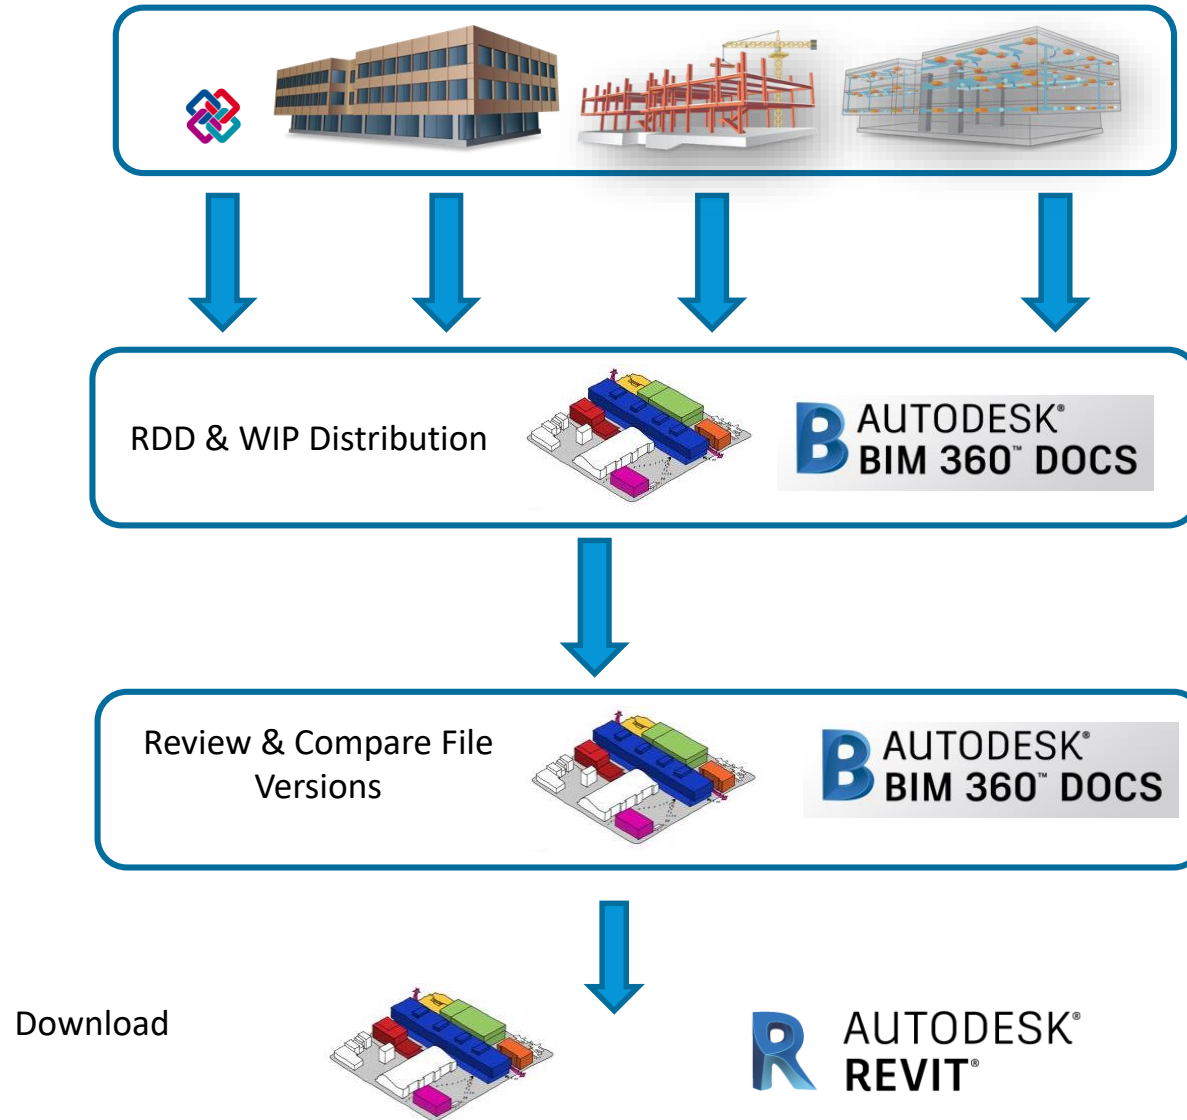 RDD & WIP Distribution
AUTODESK®
BIM 360™ DOCS
Review & Compare File
Versions
AUTODESK®
BIM 360™ DOCS
Download
AUTODESK®
REVIT®